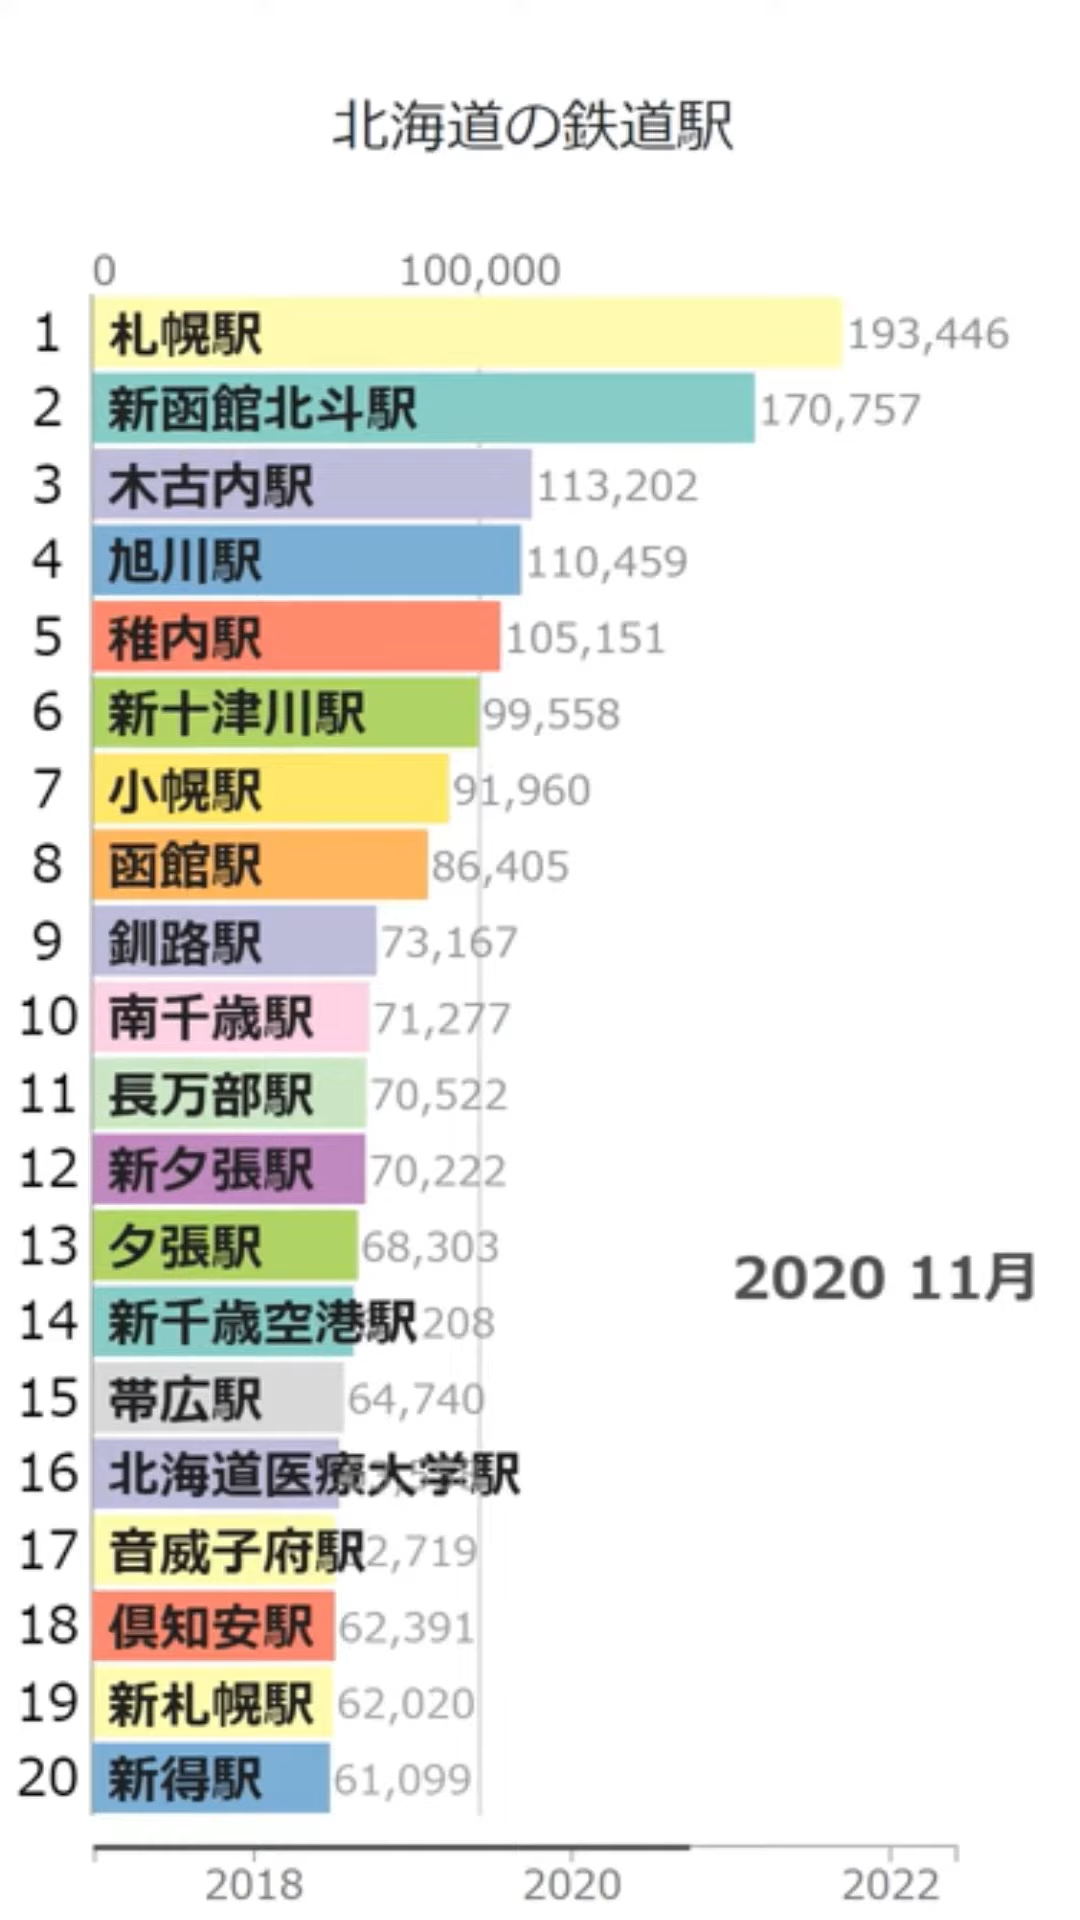 北海道の鉄道駅
0 100,000
1 札幌駅 193,446
2 新函館北斗駅 170,757
3 木古内駅 113,202
4 旭川駅 110,459
5 稚内駅 105,151
6 新十津川駅 99,558
7 小幌駅 91,960
8 函館駅 86,405
9 釧路駅 73,167
10 南千歳駅 71,277
11 長万部駅 70,522
12 新夕張駅 70,222
13 夕張駅 68,303
2020 11月
14 新千歳空港駅 208
15 帯広駅 64,740
16 北海道医療大学駅
17 音威子府駅 2,719
18 倶知安駅 62,391
19 新札幌駅 62,020
20 新得駅 61,099
2018 2020 2022